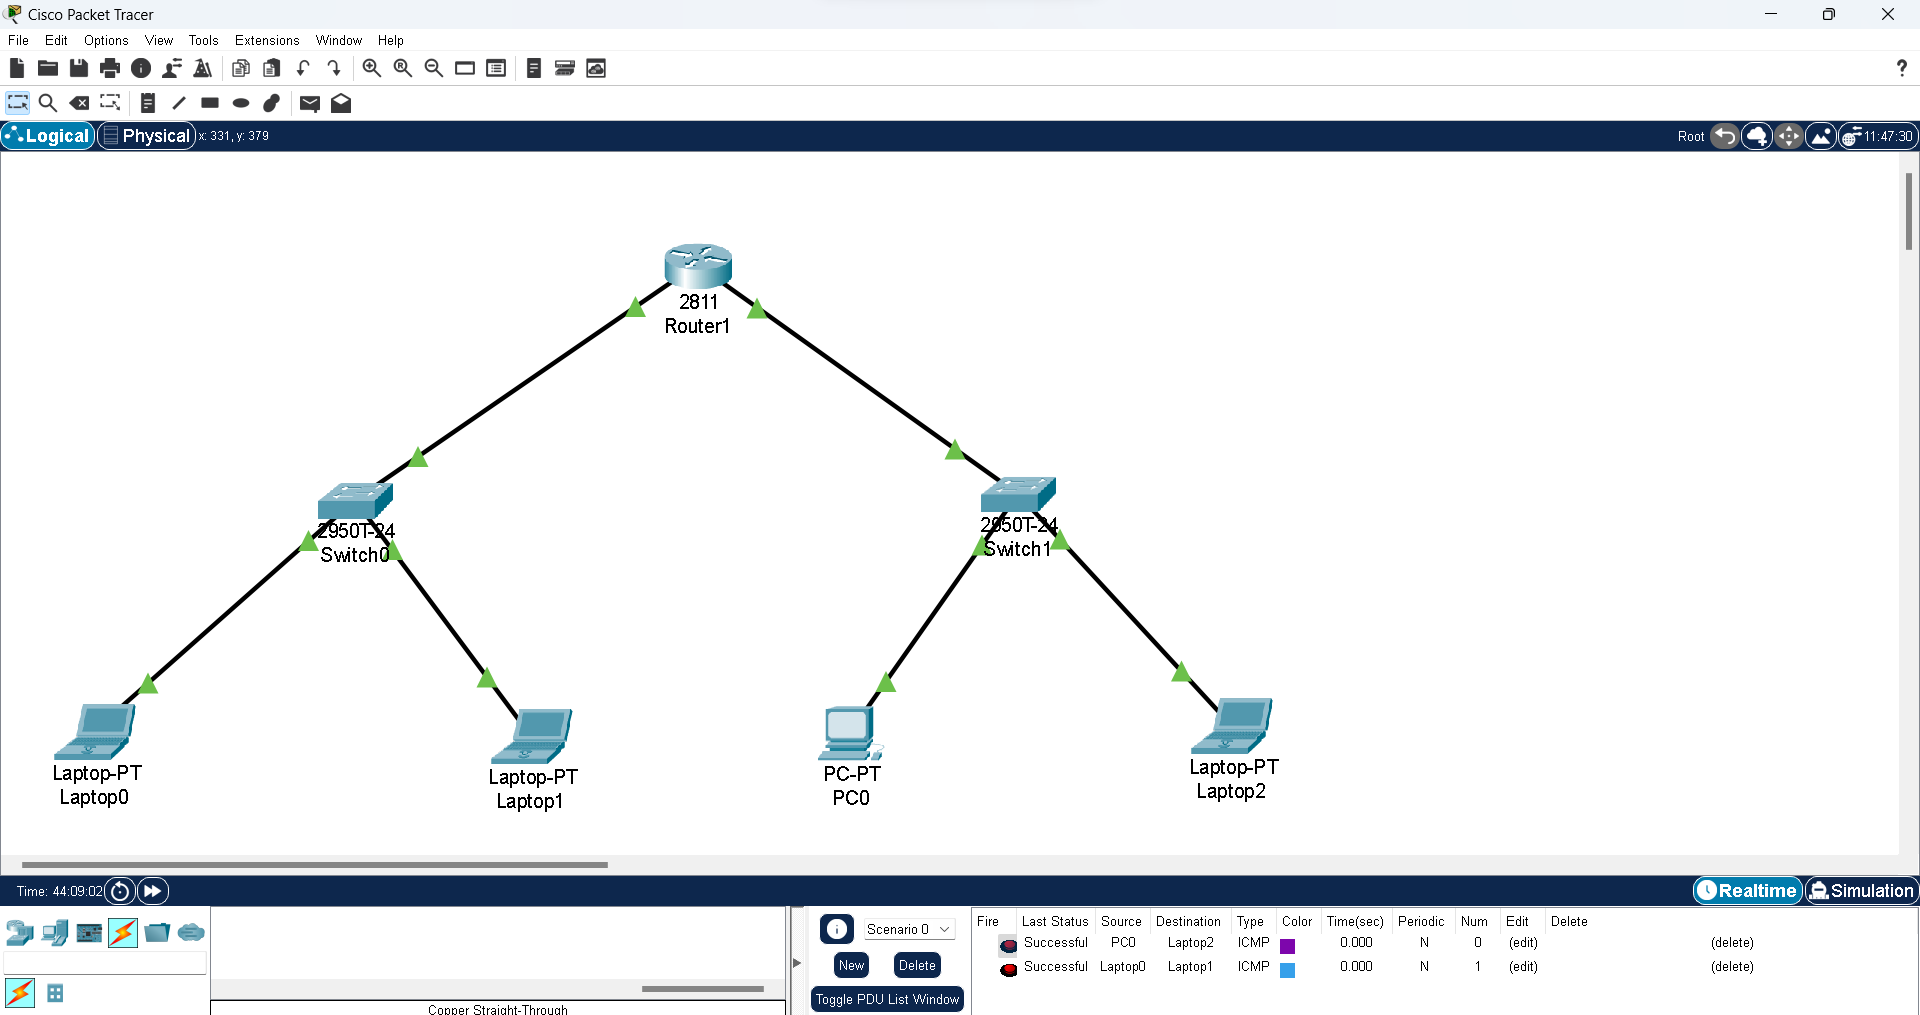 Cisco Packet Tracer
File Edit Options View Tools Extensions Window Help
Logical Physical x: 331, y: 379 Root 11:47:30
2811
Router1
2950T-24
Switch0
2950T-24
Switch1
Laptop-PT
Laptop0
Laptop-PT
Laptop1
PC-PT
PC0
Laptop-PT
Laptop2
Time: 44:09:02 Realtime Simulation
Scenario 0
New Delete
Toggle PDU List Window
Fire Last Status Source Destination Type Color Time(sec) Periodic Num Edit Delete
Successful PC0 Laptop2 ICMP 0.000 N 0 (edit) (delete)
Successful Laptop0 Laptop1 ICMP 0.000 N 1 (edit) (delete)
Copper Straight-Through